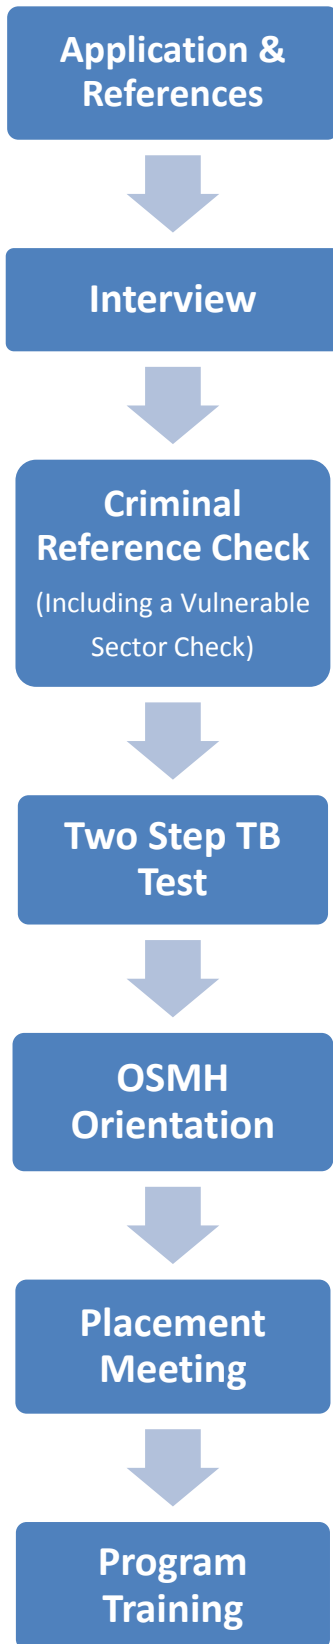 Application &
References
Interview
Criminal
Reference Check
(Including a Vulnerable
Sector Check)
Two Step TB
Test
OSMH
Orientation
Placement
Meeting
Program
Training